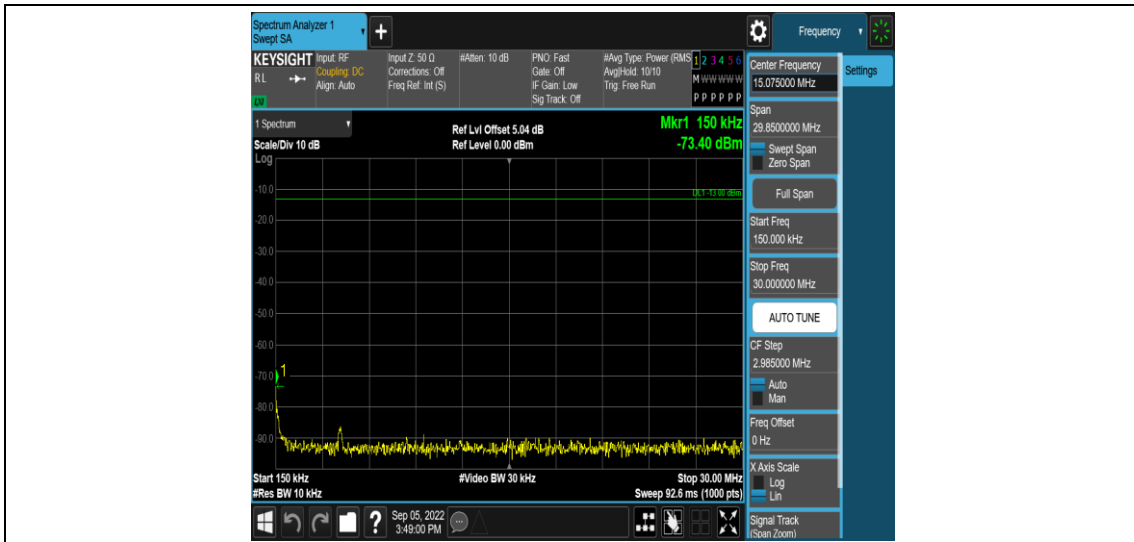 Spectrum Analyzer 1
Swept SA
+
Frequency
KEYSIGHT
RL
LXI
Input: RF
Coupling: DC
Align: Auto
Input Z: 50 Ω
Corrections: Off
Freq Ref: Int (S)
#Atten: 10 dB
PNO: Fast
Gate: Off
IF Gain: Low
Sig Track: Off
#Avg Type: Power (RMS
Avg|Hold: 10/10
Trig: Free Run
1 2 3 4 5 6
M W W W W W
P P P P P P
1 Spectrum
Scale/Div 10 dB
Log
Ref Lvl Offset 5.04 dB
Ref Level 0.00 dBm
Mkr1 150 kHz
-73.40 dBm
DL1 -13.00 dBm
-10.0
-20.0
-30.0
-40.0
-50.0
-60.0
-70.0
-80.0
-90.0
1
Start 150 kHz
#Res BW 10 kHz
#Video BW 30 kHz
Stop 30.00 MHz
Sweep 92.6 ms (1000 pts)
Center Frequency
15.075000 MHz
Settings
Span
29.8500000 MHz
Swept Span
Zero Span
Full Span
Start Freq
150.000 kHz
Stop Freq
30.000000 MHz
AUTO TUNE
CF Step
2.985000 MHz
Auto
Man
Freq Offset
0 Hz
X Axis Scale
Log
Lin
Signal Track
(Span Zoom)
?
Sep 05, 2022
3:49:00 PM